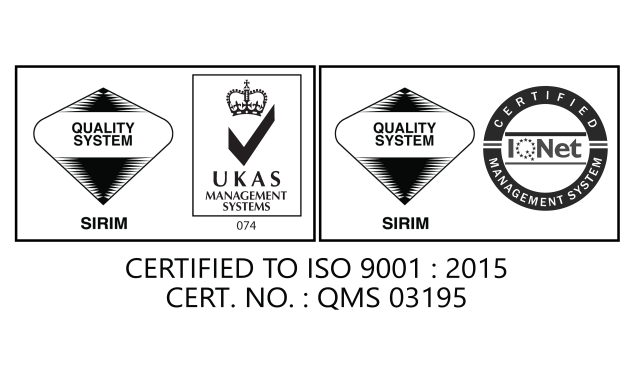 QUALITY
SYSTEM
SIRIM
UKAS
MANAGEMENT
SYSTEMS
074
QUALITY
SYSTEM
SIRIM
CERTIFIED
IQNet
MANAGEMENT SYSTEM
CERTIFIED TO ISO 9001 : 2015
CERT. NO. : QMS 03195